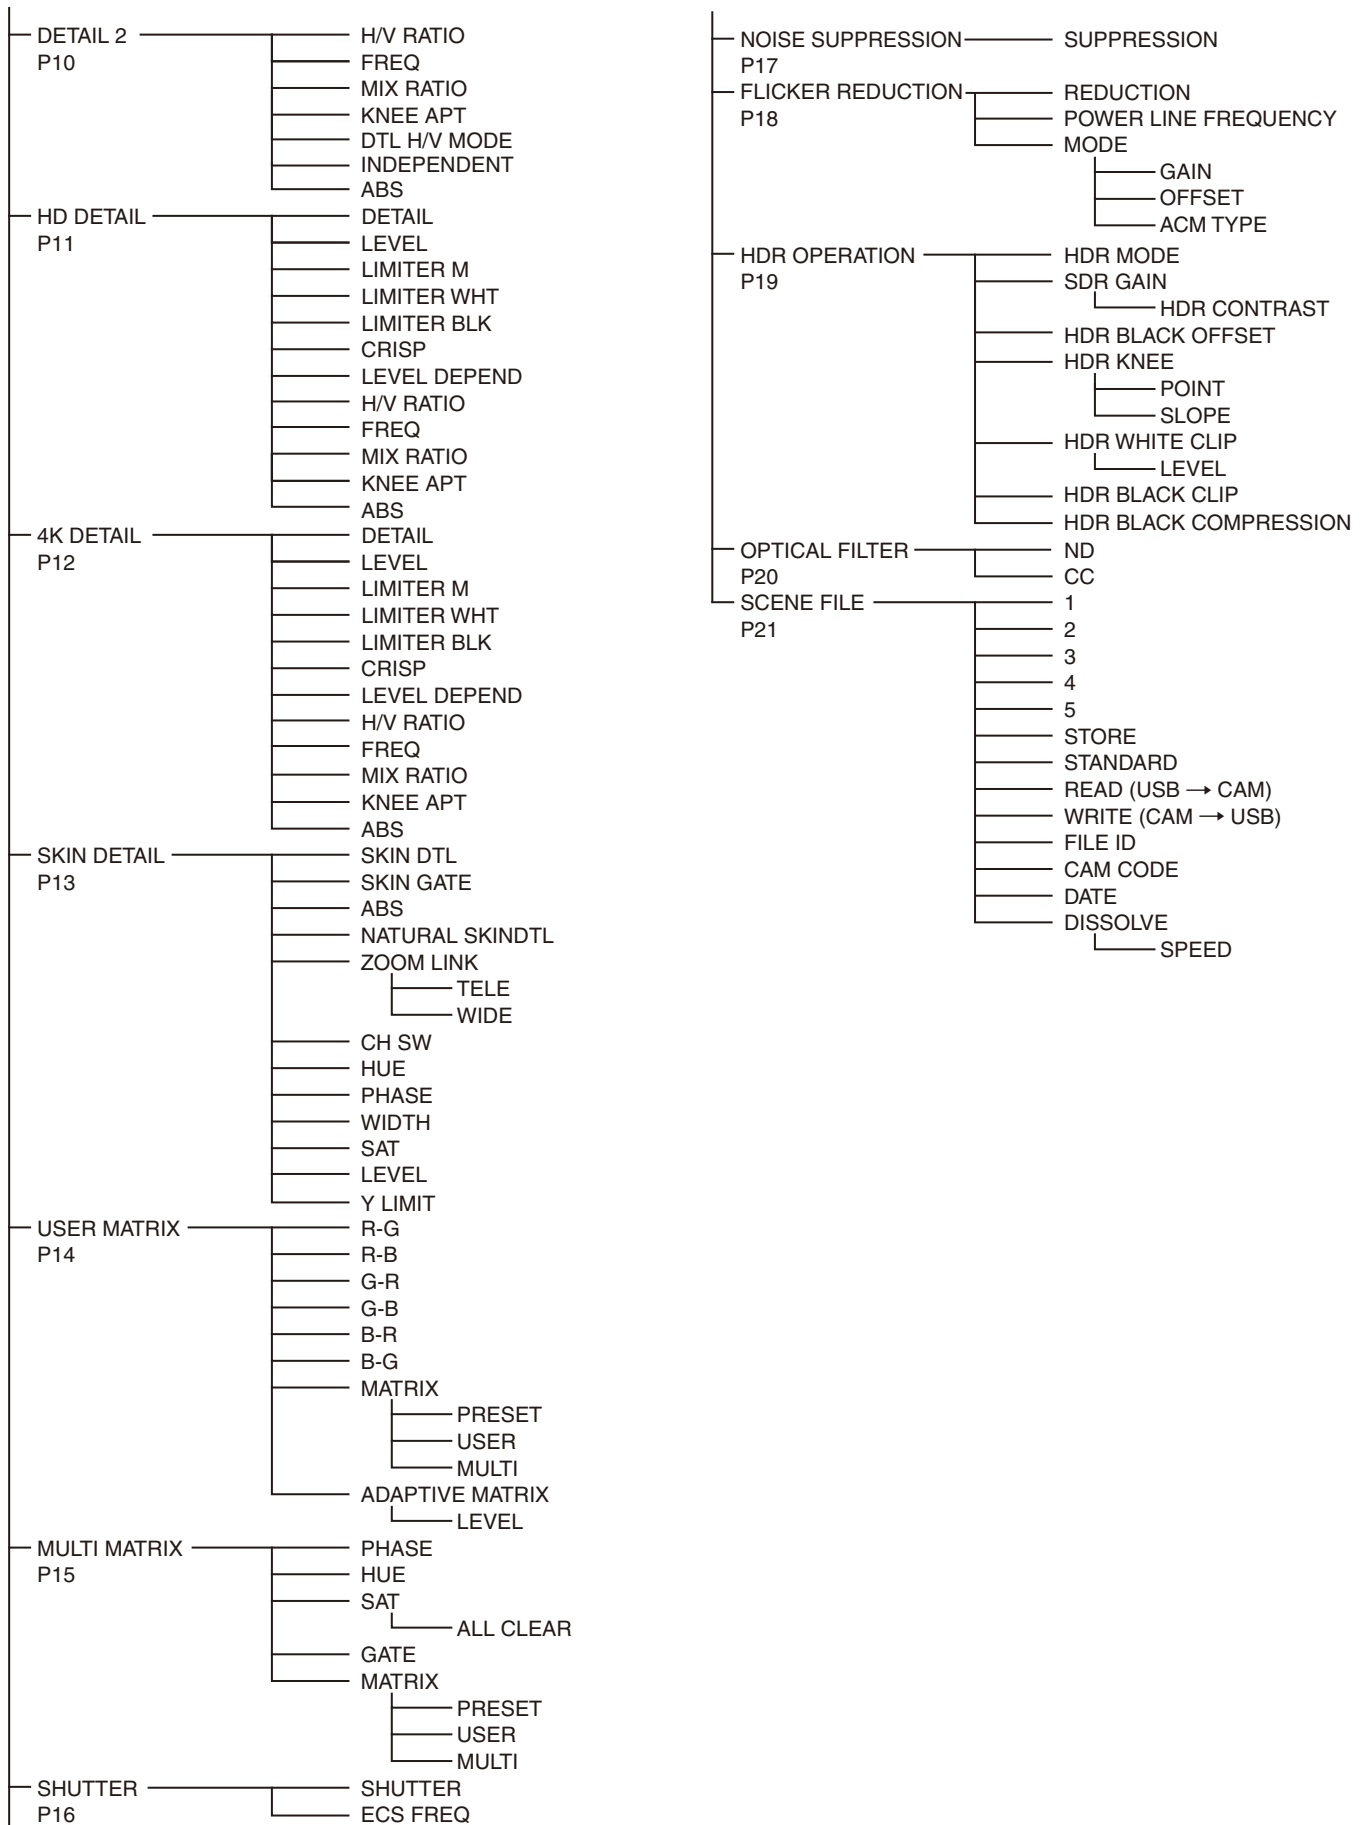 DETAIL 2
P10
H/V RATIO
FREQ
MIX RATIO
KNEE APT
DTL H/V MODE
INDEPENDENT
ABS
HD DETAIL
P11
DETAIL
LEVEL
LIMITER M
LIMITER WHT
LIMITER BLK
CRISP
LEVEL DEPEND
H/V RATIO
FREQ
MIX RATIO
KNEE APT
ABS
4K DETAIL
P12
DETAIL
LEVEL
LIMITER M
LIMITER WHT
LIMITER BLK
CRISP
LEVEL DEPEND
H/V RATIO
FREQ
MIX RATIO
KNEE APT
ABS
SKIN DETAIL
P13
SKIN DTL
SKIN GATE
ABS
NATURAL SKINDTL
ZOOM LINK
TELE
WIDE
CH SW
HUE
PHASE
WIDTH
SAT
LEVEL
Y LIMIT
USER MATRIX
P14
R-G
R-B
G-R
G-B
B-R
B-G
MATRIX
PRESET
USER
MULTI
ADAPTIVE MATRIX
LEVEL
MULTI MATRIX
P15
PHASE
HUE
SAT
ALL CLEAR
GATE
MATRIX
PRESET
USER
MULTI
SHUTTER
P16
SHUTTER
ECS FREQ
NOISE SUPPRESSION
P17
SUPPRESSION
FLICKER REDUCTION
P18
REDUCTION
POWER LINE FREQUENCY
MODE
GAIN
OFFSET
ACM TYPE
HDR OPERATION
P19
HDR MODE
SDR GAIN
HDR CONTRAST
HDR BLACK OFFSET
HDR KNEE
POINT
SLOPE
HDR WHITE CLIP
LEVEL
HDR BLACK CLIP
HDR BLACK COMPRESSION
OPTICAL FILTER
P20
ND
CC
SCENE FILE
P21
1
2
3
4
5
STORE
STANDARD
READ (USB → CAM)
WRITE (CAM → USB)
FILE ID
CAM CODE
DATE
DISSOLVE
SPEED